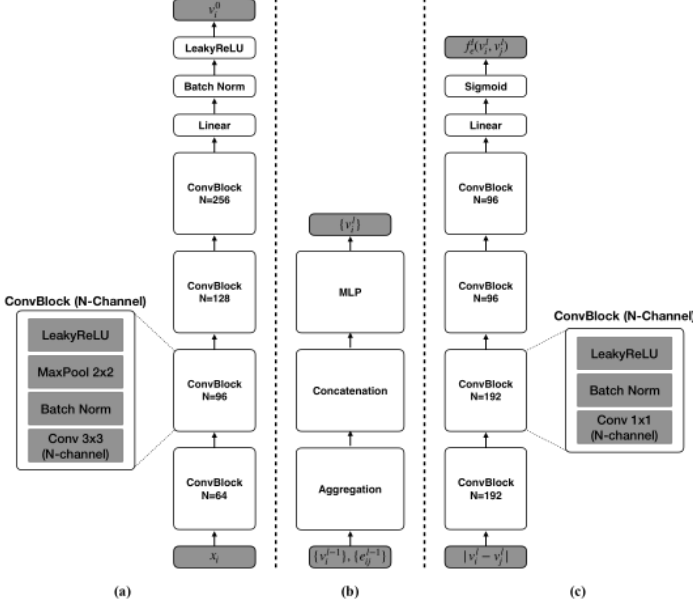 v_i^0
LeakyReLU
Batch Norm
Linear
ConvBlock
N=256
ConvBlock
N=128
ConvBlock
N=96
ConvBlock
N=64
x_i
ConvBlock (N-Channel)
LeakyReLU
MaxPool 2x2
Batch Norm
Conv 3x3
(N-channel)
(a)
{v_i^l}
MLP
Concatenation
Aggregation
{v_i^{l-1}}, {e_{ij}^{l-1}}
(b)
f_e^l(v_i^l, v_j^l)
Sigmoid
Linear
ConvBlock
N=96
ConvBlock
N=96
ConvBlock
N=192
ConvBlock
N=192
|v_i^l − v_j^l|
ConvBlock (N-Channel)
LeakyReLU
Batch Norm
Conv 1x1
(N-channel)
(c)